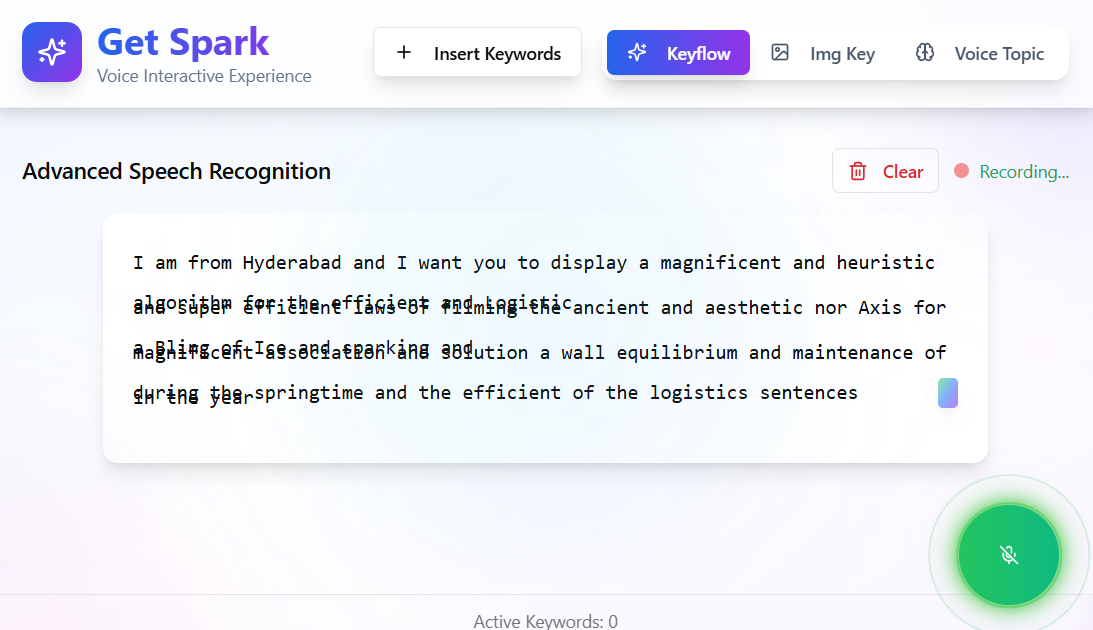 Get Spark
Voice Interactive Experience
Insert Keywords
Keyflow
Img Key
Voice Topic
Advanced Speech Recognition
Clear
Recording...
I am from Hyderabad and I want you to display a magnificent and heuristic
algorithm for the efficient and Logistic
and super efficient laws of filming the ancient and aesthetic nor Axis for
a Bling of Ice and sparking and
magnificent association and solution a wall equilibrium and maintenance of
during the springtime and the efficient of the logistics sentences
in the year
Active Keywords: 0